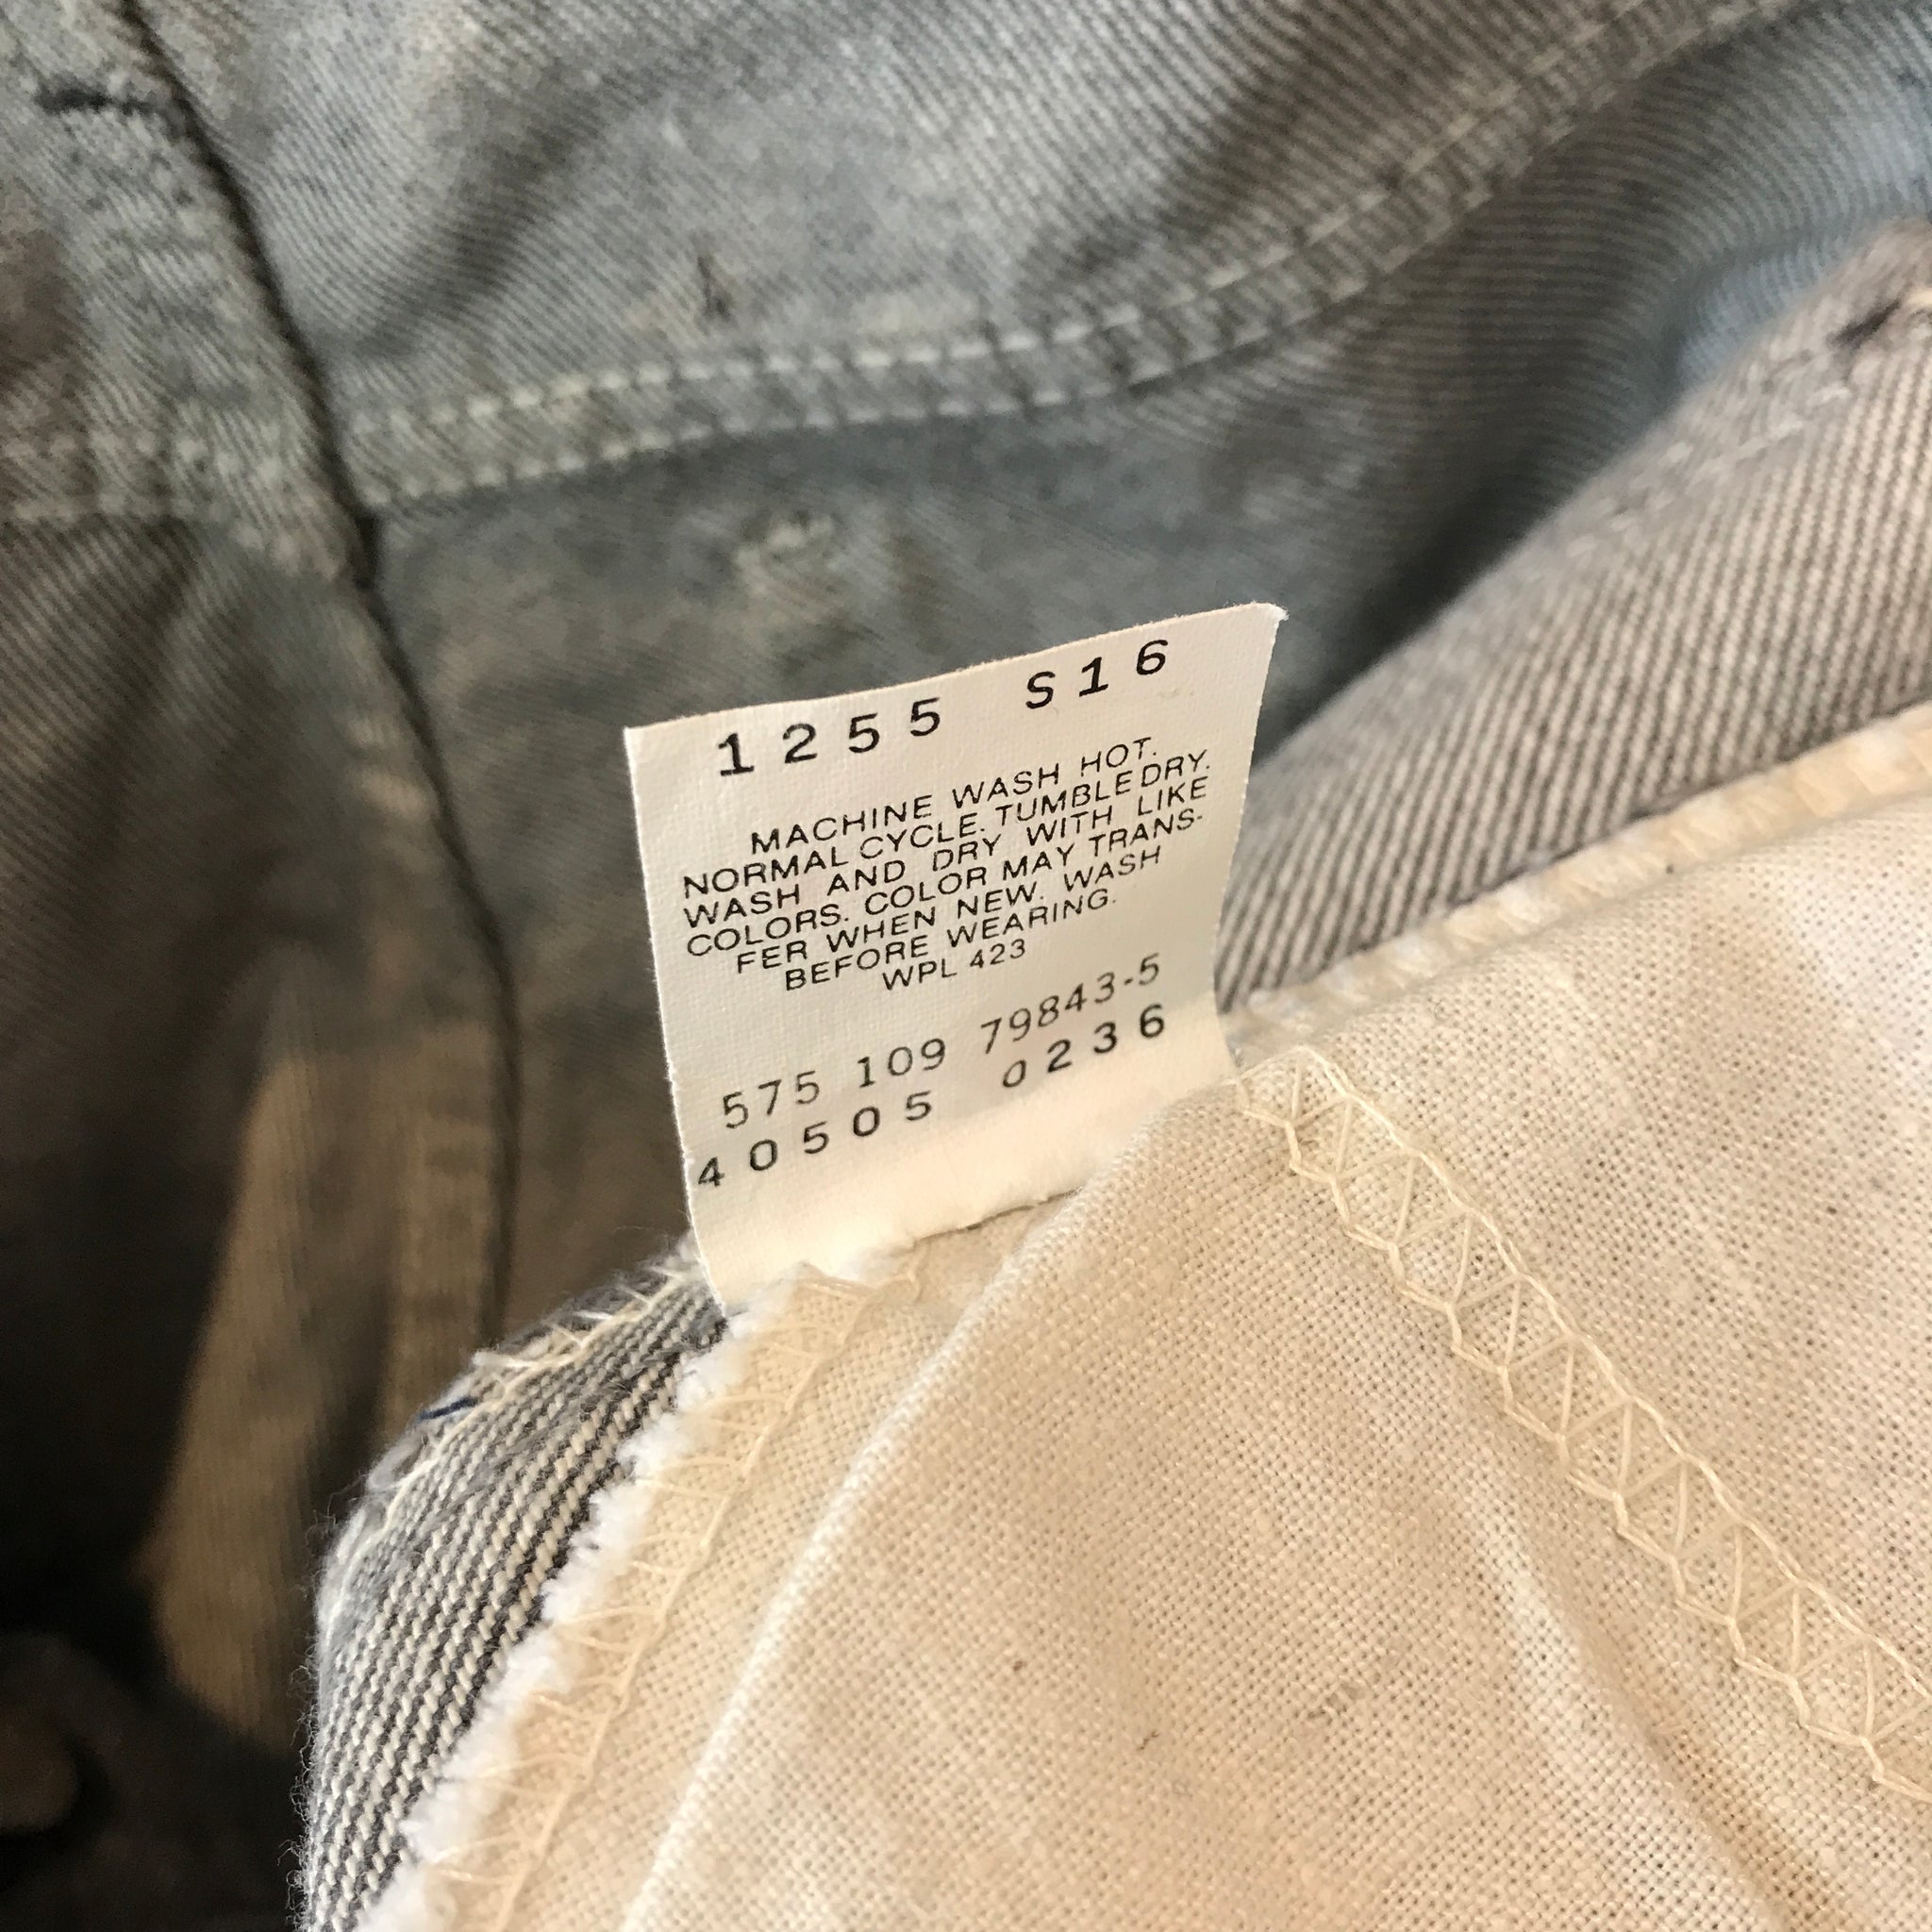 1255 S16
MACHINE WASH HOT.
NORMAL CYCLE. TUMBLE DRY.
WASH AND DRY WITH LIKE
COLORS. COLOR MAY TRANS-
FER WHEN NEW. WASH
BEFORE WEARING.
WPL 423
575 109 79843-5
40505 0236